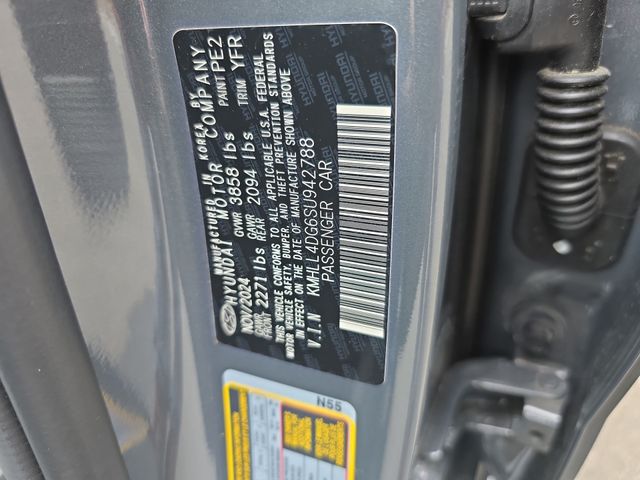 MANUFACTURED IN KOREA BY
HYUNDAI MOTOR COMPANY
NOV/2024 GVWR 3858 lbs PAINT PE2
GAWR FRONT 2271 lbs GAWR REAR 2094 lbs TRIM YFR
THIS VEHICLE CONFORMS TO ALL APPLICABLE U.S.A. FEDERAL
MOTOR VEHICLE SAFETY, BUMPER, AND THEFT PREVENTION STANDARDS
IN EFFECT ON THE DATE OF MANUFACTURE SHOWN ABOVE
V.I.N KMHLL4DG6SU942788
PASSENGER CAR
N55